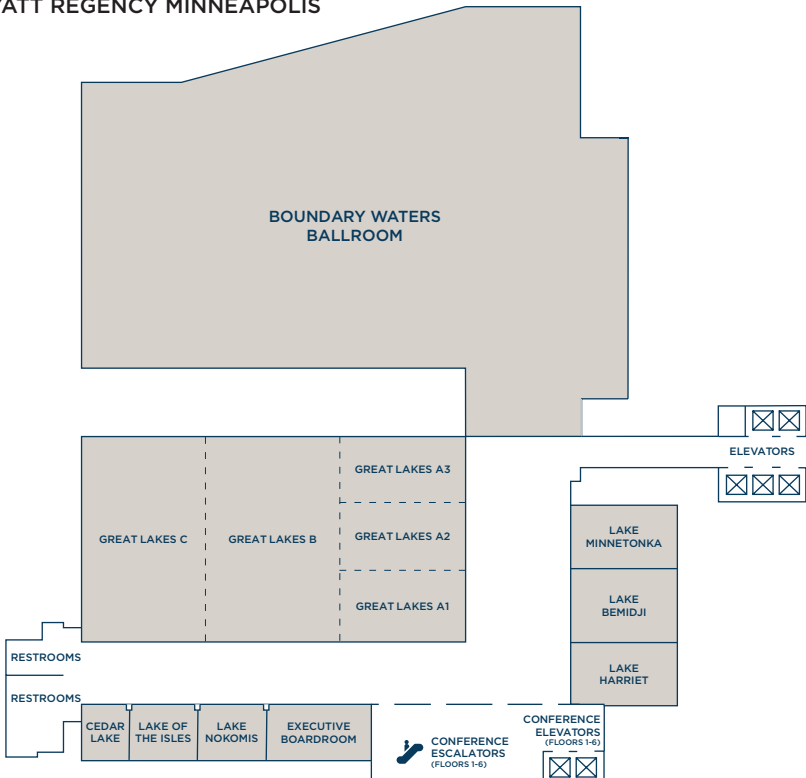 ATT REGENCY MINNEAPOLIS
BOUNDARY WATERS
BALLROOM
ELEVATORS
GREAT LAKES A3
GREAT LAKES C
GREAT LAKES B
GREAT LAKES A2
GREAT LAKES A1
LAKE
MINNETONKA
LAKE
BEMIDJI
LAKE
HARRIET
RESTROOMS
RESTROOMS
CEDAR
LAKE
LAKE OF
THE ISLES
LAKE
NOKOMIS
EXECUTIVE
BOARDROOM
CONFERENCE
ESCALATORS
(FLOORS 1-6)
CONFERENCE
ELEVATORS
(FLOORS 1-6)